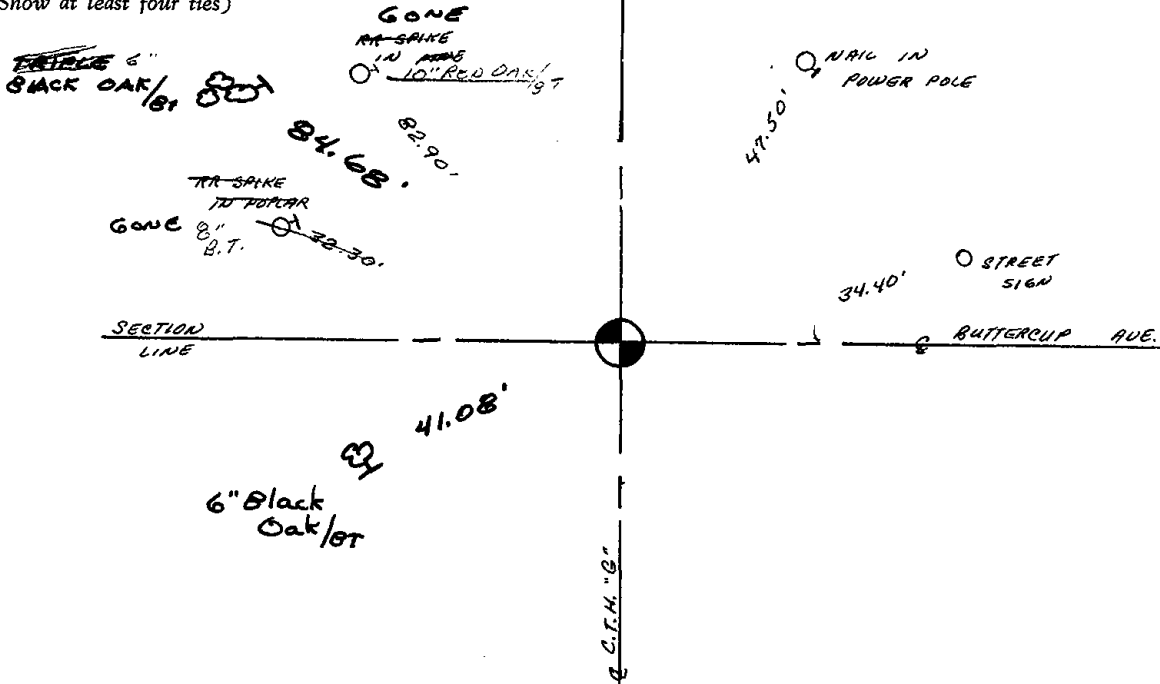 Show at least four ties)
GONE
RR SPIKE
IN
10" RED OAK/
TRIPLE 6"
BLACK OAK/BT
84.68'
82.90'
NAIL IN
POWER POLE
47.50'
RR SPIKE
IN POPLAR
GONE 8"
B.T.
32.30'
STREET
SIGN
34.40'
SECTION
LINE
BUTTERCUP AVE.
41.08'
6" Black
Oak/BT
C.T.H. "G"